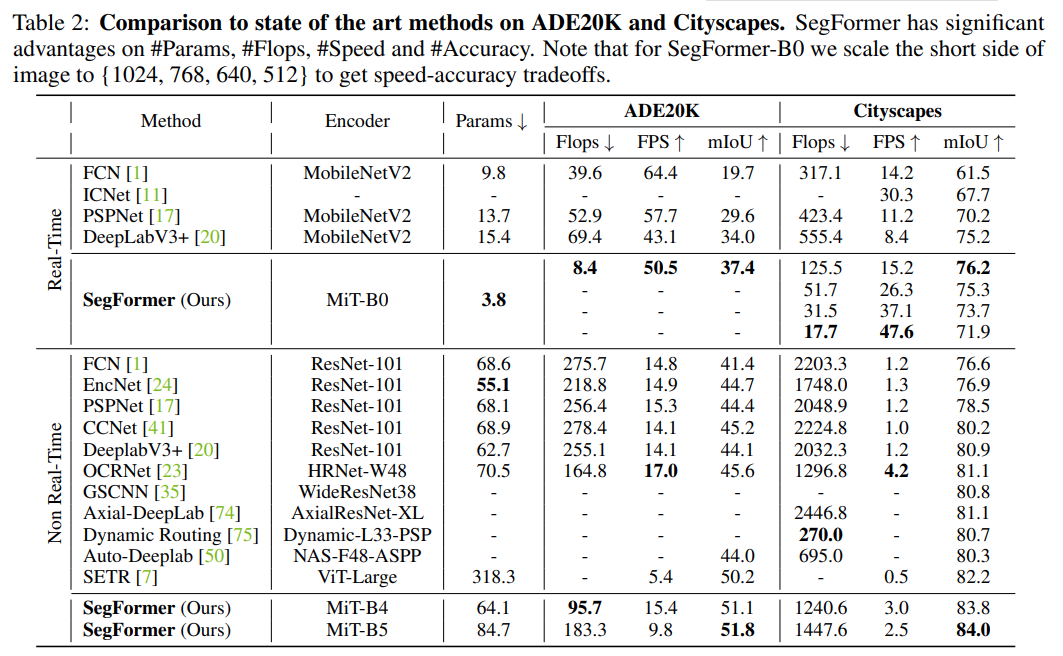 Table 2: Comparison to state of the art methods on ADE20K and Cityscapes. SegFormer has significant
advantages on #Params, #Flops, #Speed and #Accuracy. Note that for SegFormer-B0 we scale the short side of
image to {1024, 768, 640, 512} to get speed-accuracy tradeoffs.
Method Encoder Params ↓ ADE20K Cityscapes
Flops ↓ FPS ↑ mIoU ↑ Flops ↓ FPS ↑ mIoU ↑
Real-Time
FCN [1] MobileNetV2 9.8 39.6 64.4 19.7 317.1 14.2 61.5
ICNet [11] - - - - - - 30.3 67.7
PSPNet [17] MobileNetV2 13.7 52.9 57.7 29.6 423.4 11.2 70.2
DeepLabV3+ [20] MobileNetV2 15.4 69.4 43.1 34.0 555.4 8.4 75.2
8.4 50.5 37.4 125.5 15.2 76.2
- - - 51.7 26.3 75.3
SegFormer (Ours) MiT-B0 3.8
- - - 31.5 37.1 73.7
- - - 17.7 47.6 71.9
Non Real-Time
FCN [1] ResNet-101 68.6 275.7 14.8 41.4 2203.3 1.2 76.6
EncNet [24] ResNet-101 55.1 218.8 14.9 44.7 1748.0 1.3 76.9
PSPNet [17] ResNet-101 68.1 256.4 15.3 44.4 2048.9 1.2 78.5
CCNet [41] ResNet-101 68.9 278.4 14.1 45.2 2224.8 1.0 80.2
DeeplabV3+ [20] ResNet-101 62.7 255.1 14.1 44.1 2032.3 1.2 80.9
OCRNet [23] HRNet-W48 70.5 164.8 17.0 45.6 1296.8 4.2 81.1
GSCNN [35] WideResNet38 - - - - - - 80.8
Axial-DeepLab [74] AxialResNet-XL - - - - 2446.8 - 81.1
Dynamic Routing [75] Dynamic-L33-PSP - - - - 270.0 - 80.7
Auto-Deeplab [50] NAS-F48-ASPP - - - 44.0 695.0 - 80.3
SETR [7] ViT-Large 318.3 - 5.4 50.2 - 0.5 82.2
SegFormer (Ours) MiT-B4 64.1 95.7 15.4 51.1 1240.6 3.0 83.8
SegFormer (Ours) MiT-B5 84.7 183.3 9.8 51.8 1447.6 2.5 84.0